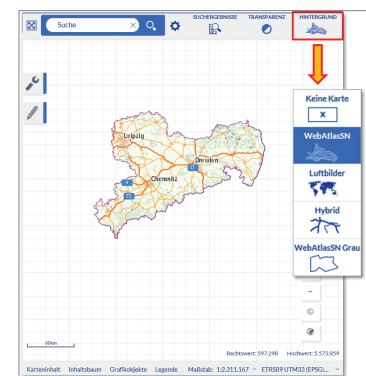 SUCHERGEBNISSE TRANSPARENZ HINTERGRUND
Suche
Keine Karte
X
WebAtlasSN
Luftbilder
Hybrid
WebAtlasSN Grau
Leipzig
Dresden
Chemnitz
60km
Rechtswert: 597.298 Hochwert: 5.573.859
Karteninhalt Inhaltsbaum Grafikobjekte Legende Maßstab: 1:2.311.167 ETRS89 UTM33 (EPSG:...